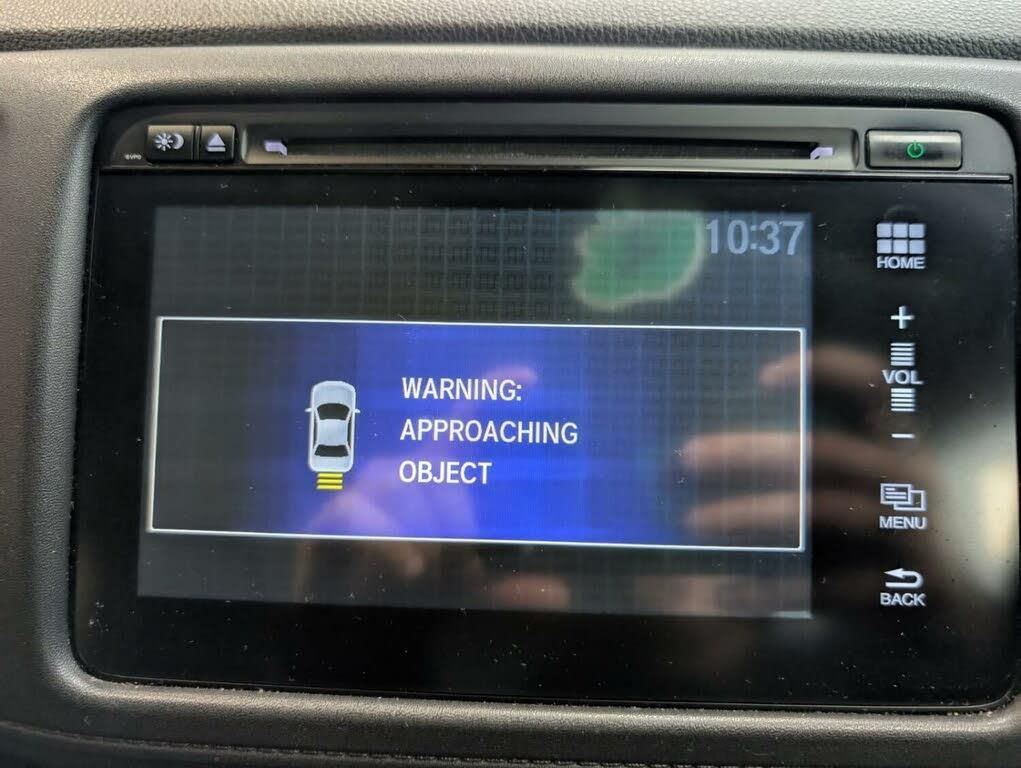 10:37
HOME
WARNING:
APPROACHING
OBJECT
VOL
MENU
BACK